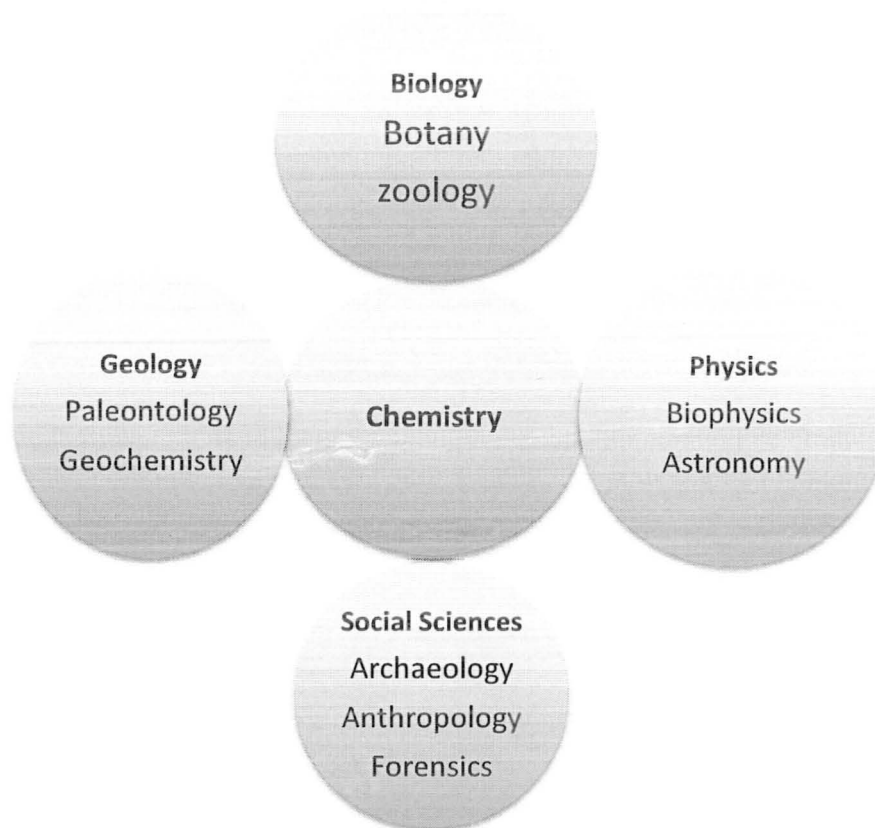 Biology
Botany
zoology
Geology
Paleontology
Geochemistry
Chemistry
Physics
Biophysics
Astronomy
Social Sciences
Archaeology
Anthropology
Forensics